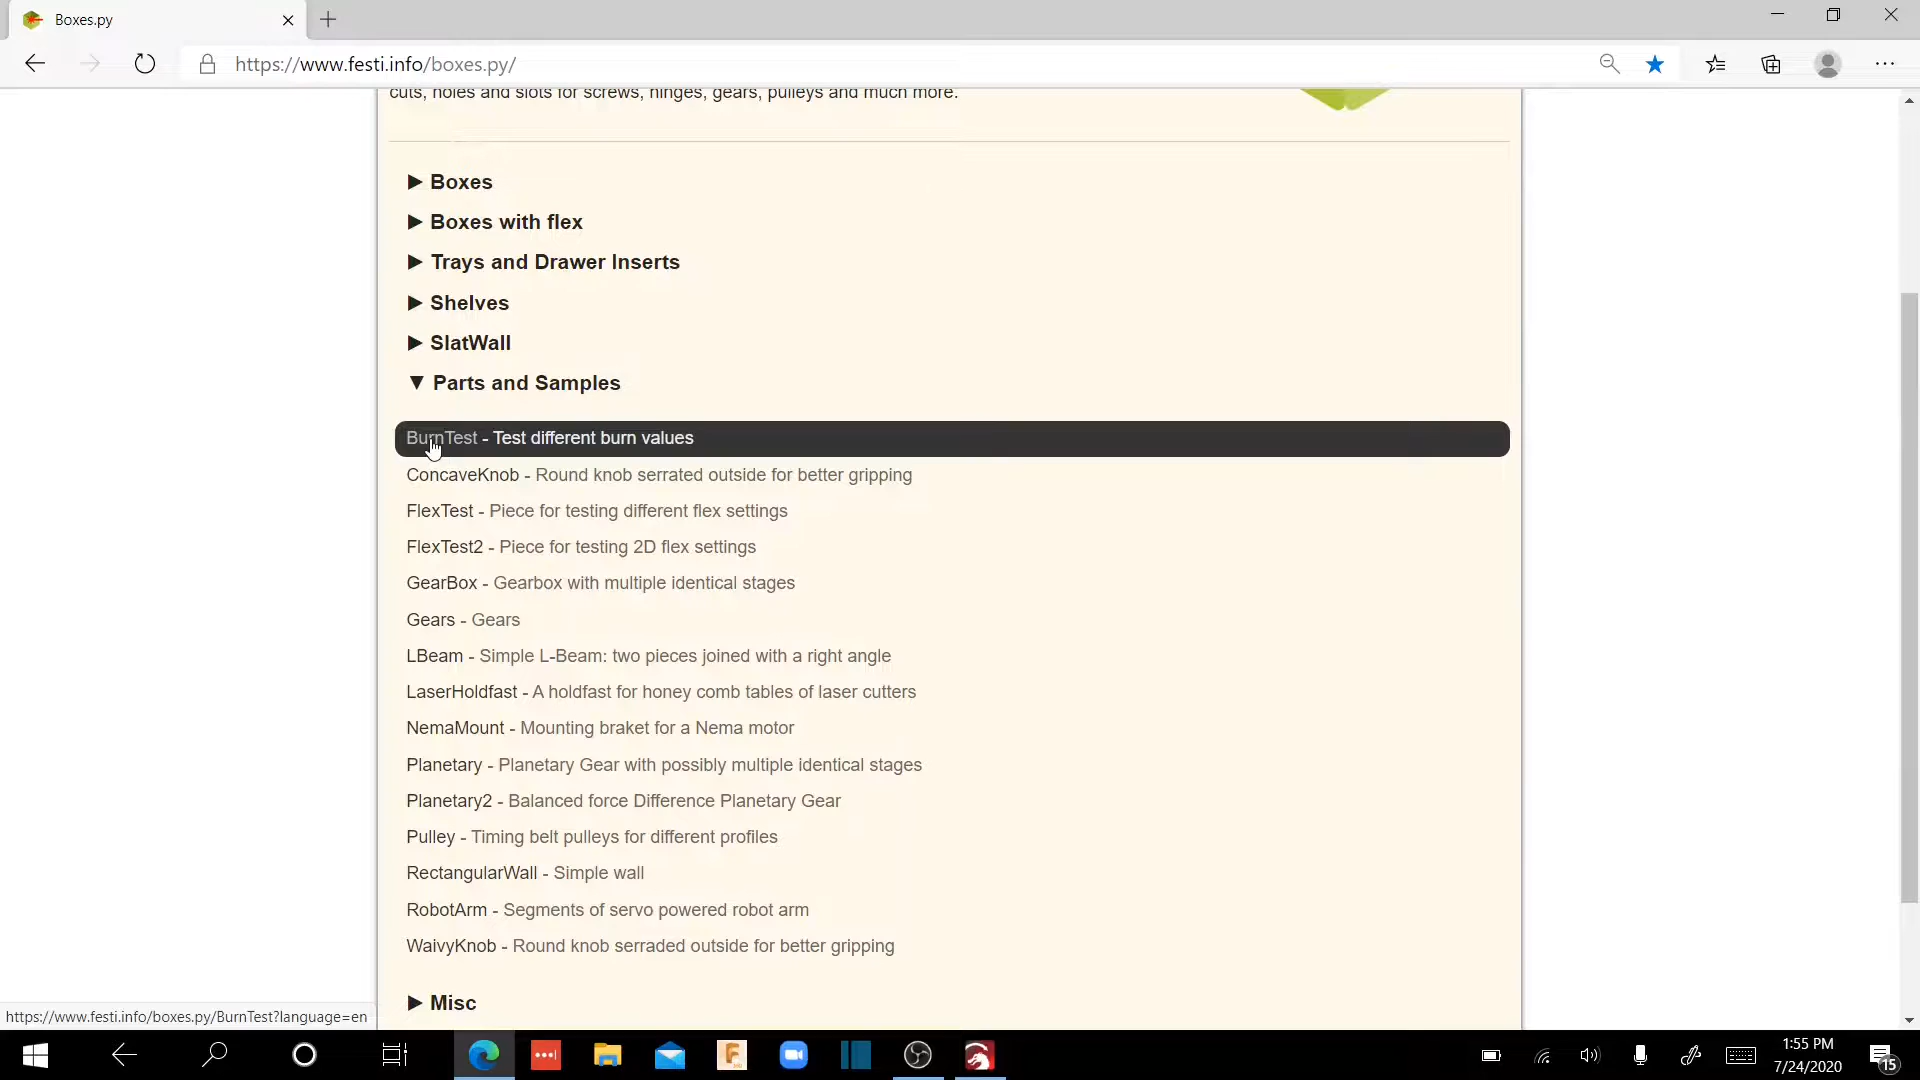 Boxes.py
https://www.festi.info/boxes.py/
cuts, holes and slots for screws, hinges, gears, pulleys and much more.
▶ Boxes
▶ Boxes with flex
▶ Trays and Drawer Inserts
▶ Shelves
▶ SlatWall
▼ Parts and Samples
BurnTest - Test different burn values
ConcaveKnob - Round knob serrated outside for better gripping
FlexTest - Piece for testing different flex settings
FlexTest2 - Piece for testing 2D flex settings
GearBox - Gearbox with multiple identical stages
Gears - Gears
LBeam - Simple L-Beam: two pieces joined with a right angle
LaserHoldfast - A holdfast for honey comb tables of laser cutters
NemaMount - Mounting braket for a Nema motor
Planetary - Planetary Gear with possibly multiple identical stages
Planetary2 - Balanced force Difference Planetary Gear
Pulley - Timing belt pulleys for different profiles
RectangularWall - Simple wall
RobotArm - Segments of servo powered robot arm
WaivyKnob - Round knob serraded outside for better gripping
▶ Misc
https://www.festi.info/boxes.py/BurnTest?language=en
1:55 PM
7/24/2020
15